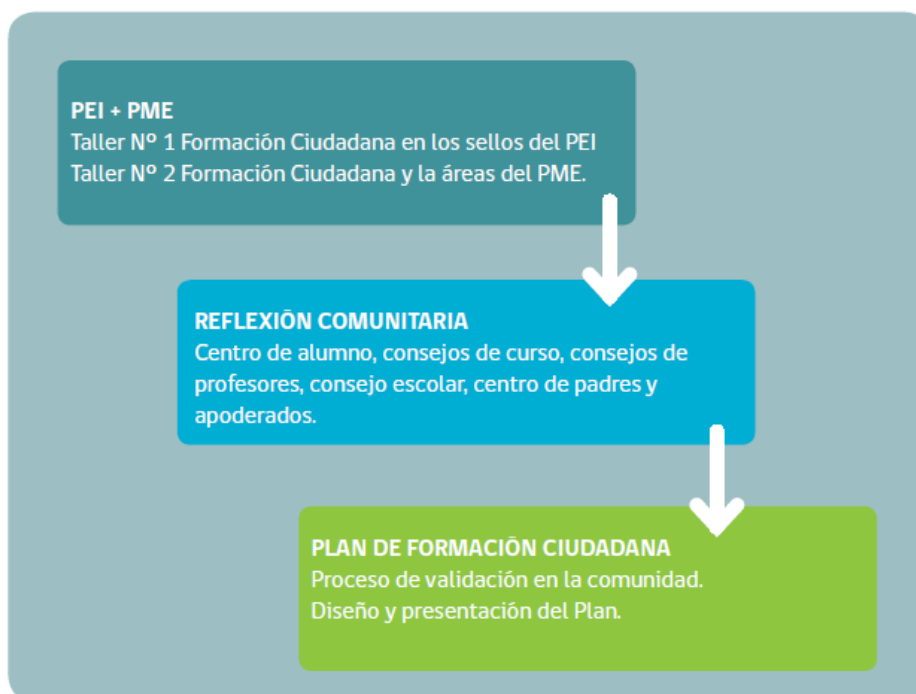 PEI + PME
Taller Nº 1 Formación Ciudadana en los sellos del PEI
Taller Nº 2 Formación Ciudadana y la áreas del PME.
REFLEXIÓN COMUNITARIA
Centro de alumno, consejos de curso, consejos de
profesores, consejo escolar, centro de padres y
apoderados.
PLAN DE FORMACIÓN CIUDADANA
Proceso de validación en la comunidad.
Diseño y presentación del Plan.